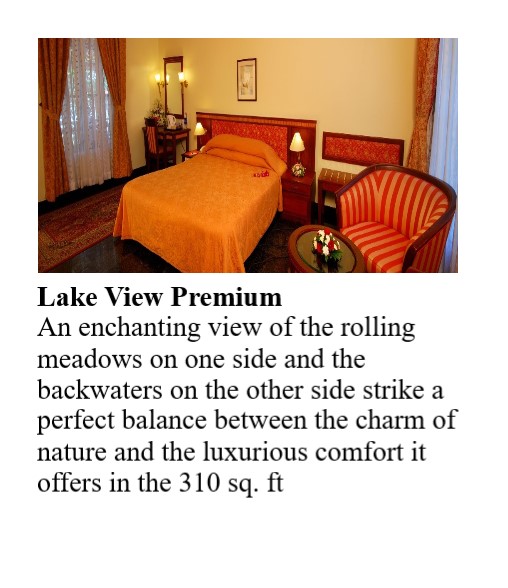 Lake View Premium
An enchanting view of the rolling
meadows on one side and the
backwaters on the other side strike a
perfect balance between the charm of
nature and the luxurious comfort it
offers in the 310 sq. ft